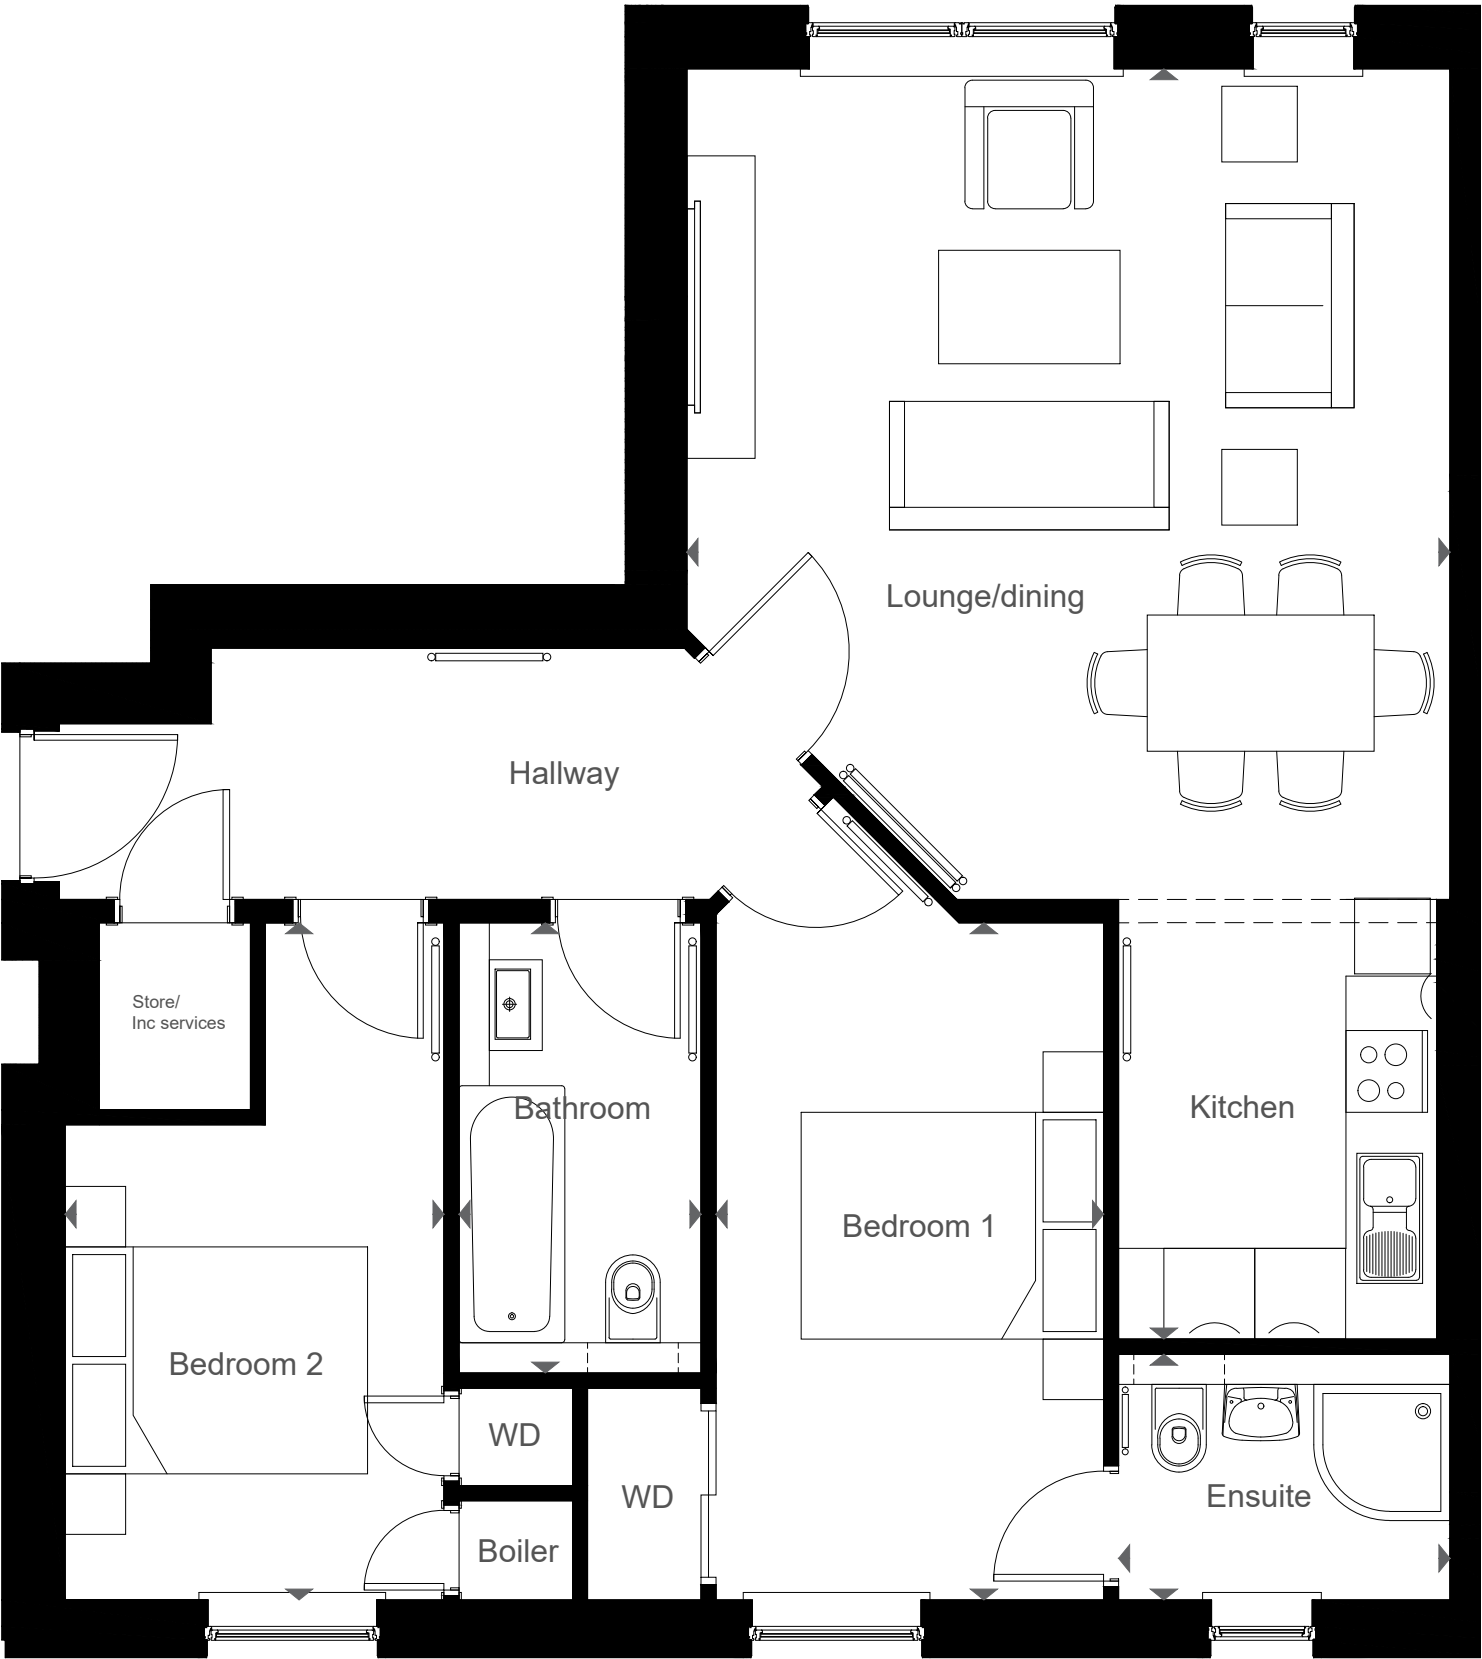 Lounge/dining
Hallway
Store/
Inc services
Bathroom
Kitchen
Bedroom 1
Bedroom 2
WD
WD
Ensuite
Boiler